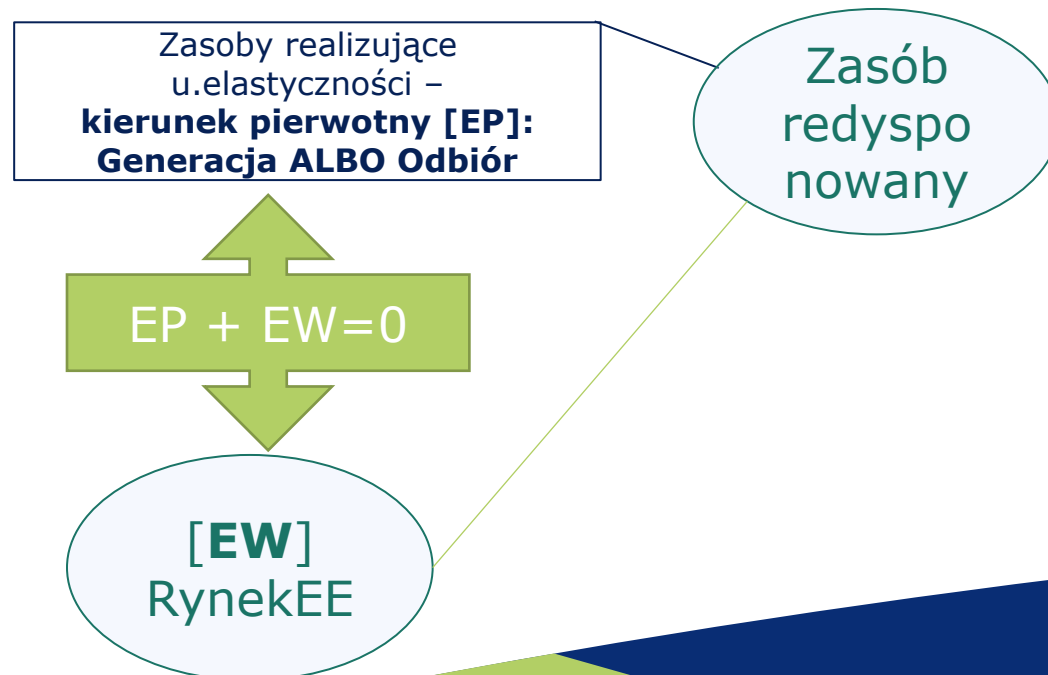 Zasoby realizujące
u.elastyczności –
kierunek pierwotny [EP]:
Generacja ALBO Odbiór
Zasób
redyspo
nowany
EP + EW=0
[EW]
RynekEE